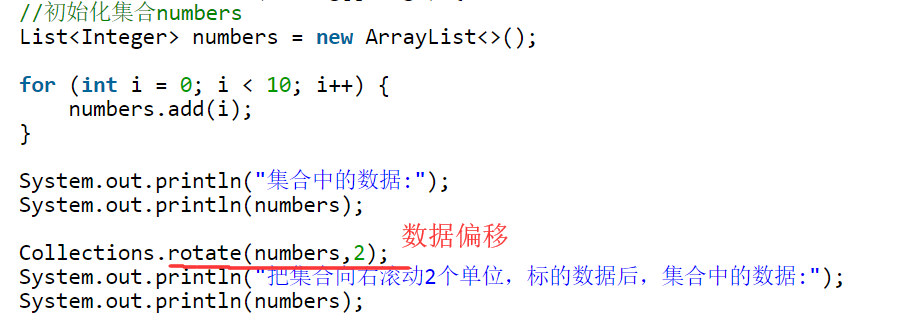 //初始化集合numbers
List<Integer> numbers = new ArrayList<>();
for (int i = 0; i < 10; i++) {
numbers.add(i);
}
System.out.println("集合中的数据:");
System.out.println(numbers);
数据偏移
Collections.rotate(numbers,2);
System.out.println("把集合向右滚动2个单位，标的数据后，集合中的数据:");
System.out.println(numbers);